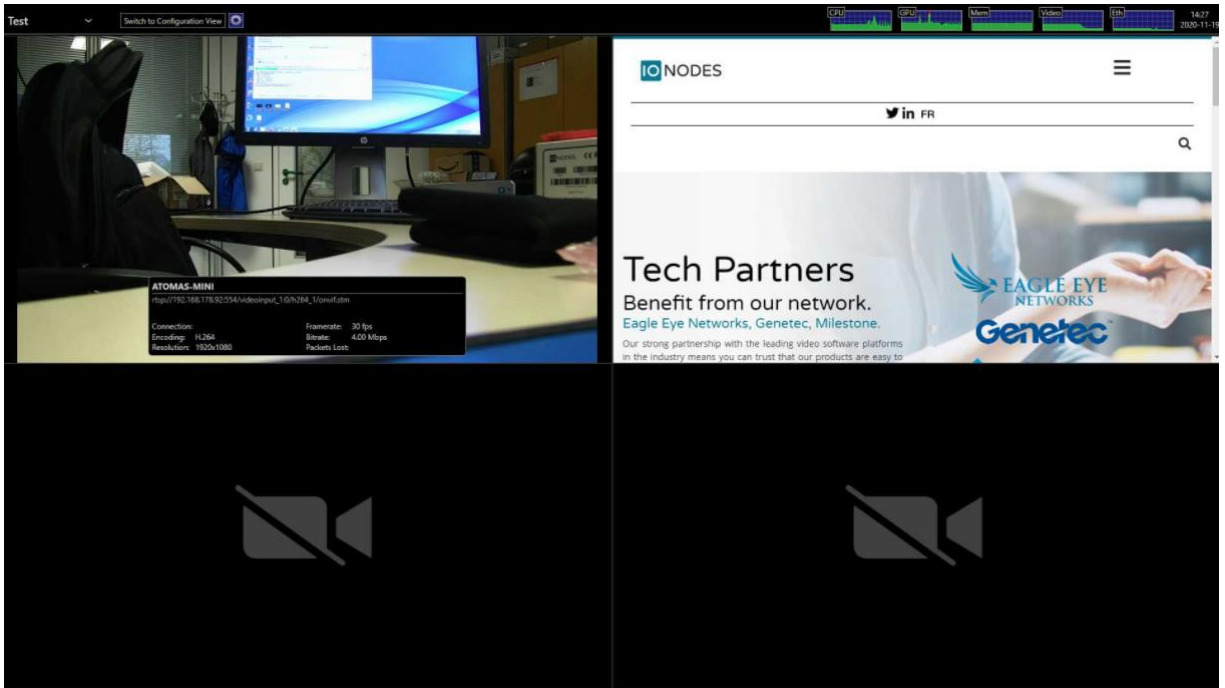 Test
Switch to Configuration View
CPU
GPU
Mem
Video
Eth
14:27
2020-11-19
ATOMAS-MINI
rtsp://192.168.178.92:554/videoinput_1:0/h264_1/onvif.stm
Connection: Framerate: 30 fps
Encoding: H.264 Bitrate: 4.00 Mbps
Resolution: 1920x1080 Packets Lost:
IONODES
in FR
Tech Partners
Benefit from our network.
Eagle Eye Networks, Genetec, Milestone.
Our strong partnership with the leading video software platforms
in the industry means you can trust that our products are easy to
EAGLE EYE
NETWORKS
Genetec